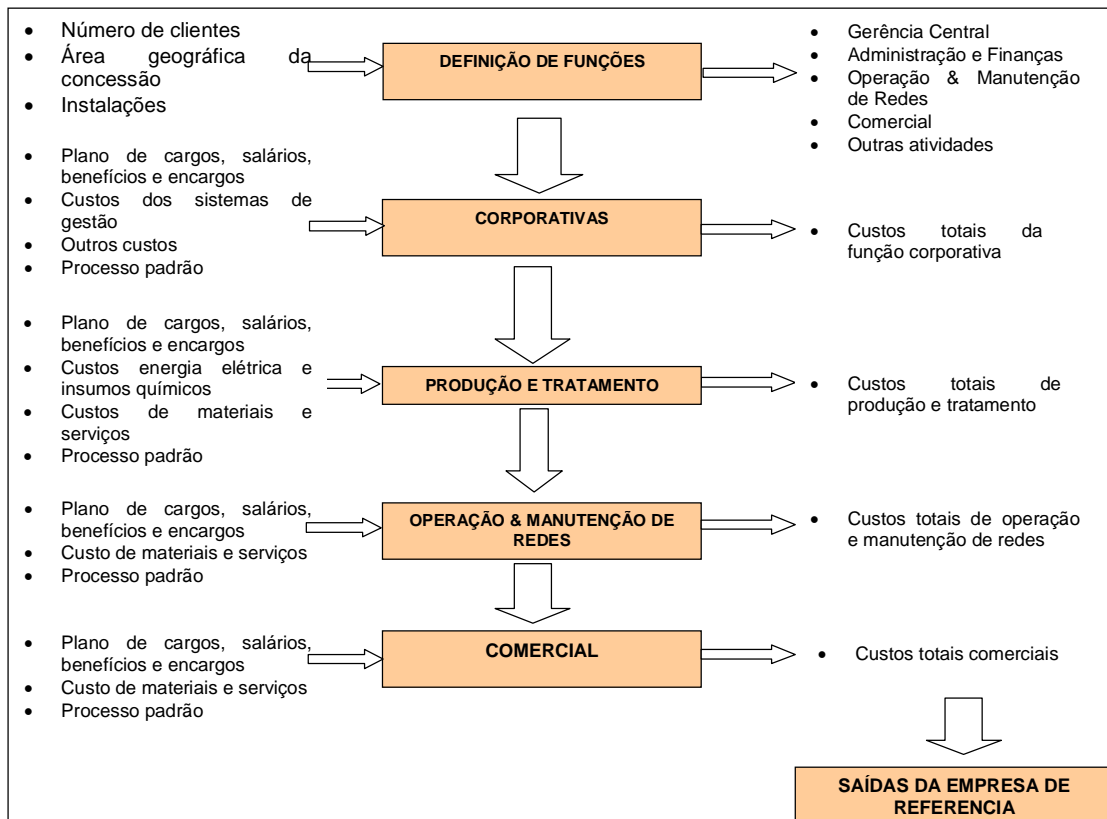 • Número de clientes
• Área geográfica da
concessão
• Instalações
DEFINIÇÃO DE FUNÇÕES
• Gerência Central
• Administração e Finanças
• Operação & Manutenção
de Redes
• Comercial
• Outras atividades
• Plano de cargos, salários,
benefícios e encargos
• Custos dos sistemas de
gestão
• Outros custos
• Processo padrão
CORPORATIVAS
• Custos totais da
função corporativa
• Plano de cargos, salários,
benefícios e encargos
• Custos energia elétrica e
insumos químicos
• Custos de materiais e
serviços
• Processo padrão
PRODUÇÃO E TRATAMENTO
• Custos totais de
produção e tratamento
• Plano de cargos, salários,
benefícios e encargos
• Custo de materiais e serviços
• Processo padrão
OPERAÇÃO & MANUTENÇÃO DE
REDES
• Custos totais de operação
e manutenção de redes
• Plano de cargos, salários,
benefícios e encargos
• Custo de materiais e serviços
• Processo padrão
COMERCIAL
• Custos totais comerciais
SAÍDAS DA EMPRESA DE
REFERENCIA